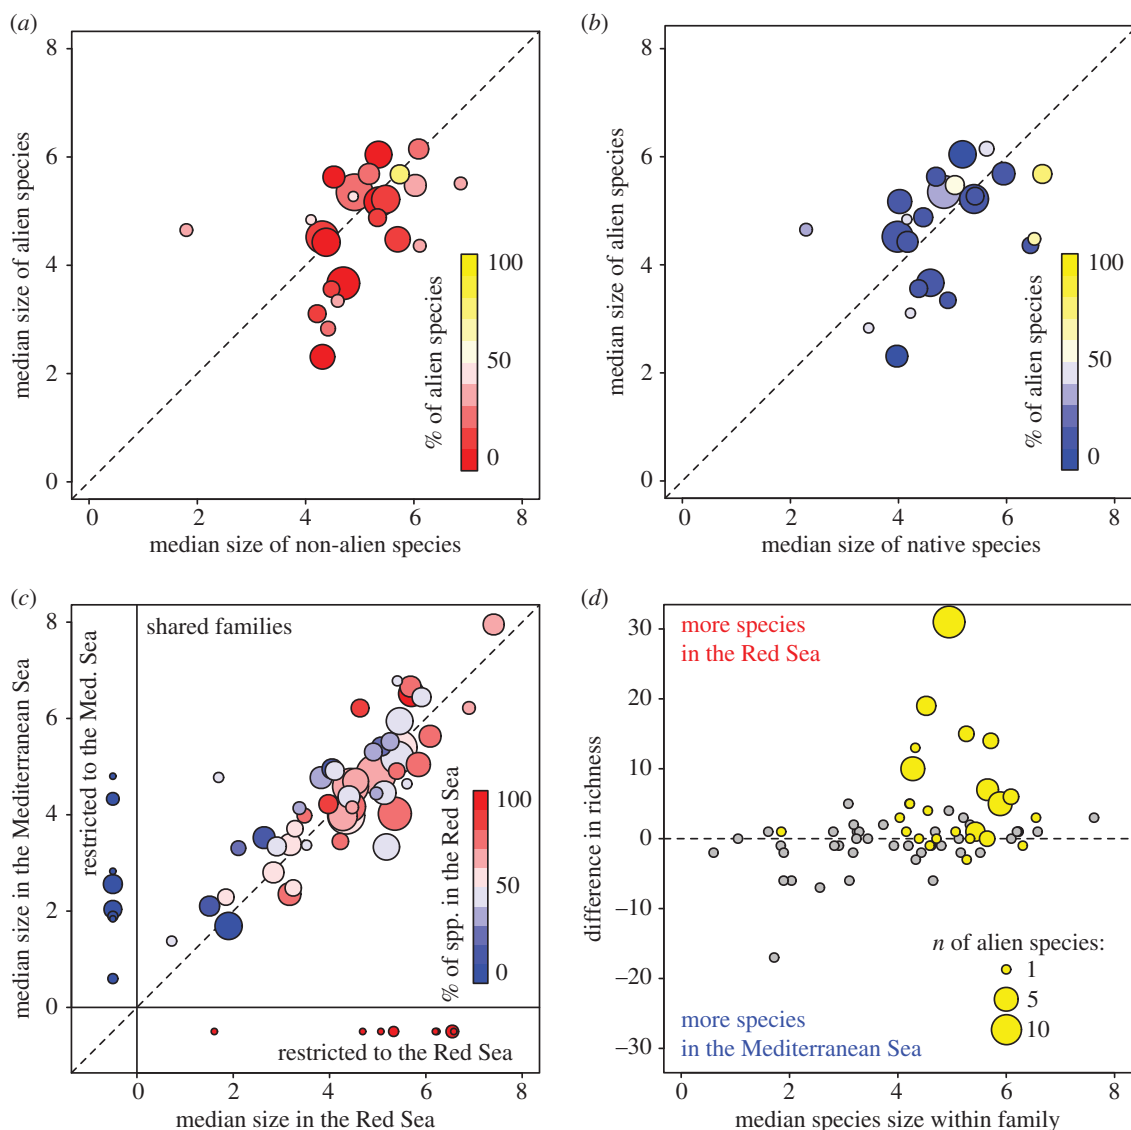 (a)
8
6
4
2
0
median size of alien species
% of alien species
100
50
0
0 2 4 6 8
median size of non-alien species
(b)
8
6
4
2
0
median size of alien species
% of alien species
100
50
0
0 2 4 6 8
median size of native species
(c)
8
6
4
2
0
median size in the Mediterranean Sea
restricted to the Med. Sea
shared families
% of spp. in the Red Sea
100
50
0
restricted to the Red Sea
0 2 4 6 8
median size in the Red Sea
(d)
30
20
10
0
−10
−20
−30
difference in richness
more species
in the Red Sea
n of alien species:
1
5
10
more species
in the Mediterranean Sea
0 2 4 6 8
median species size within family